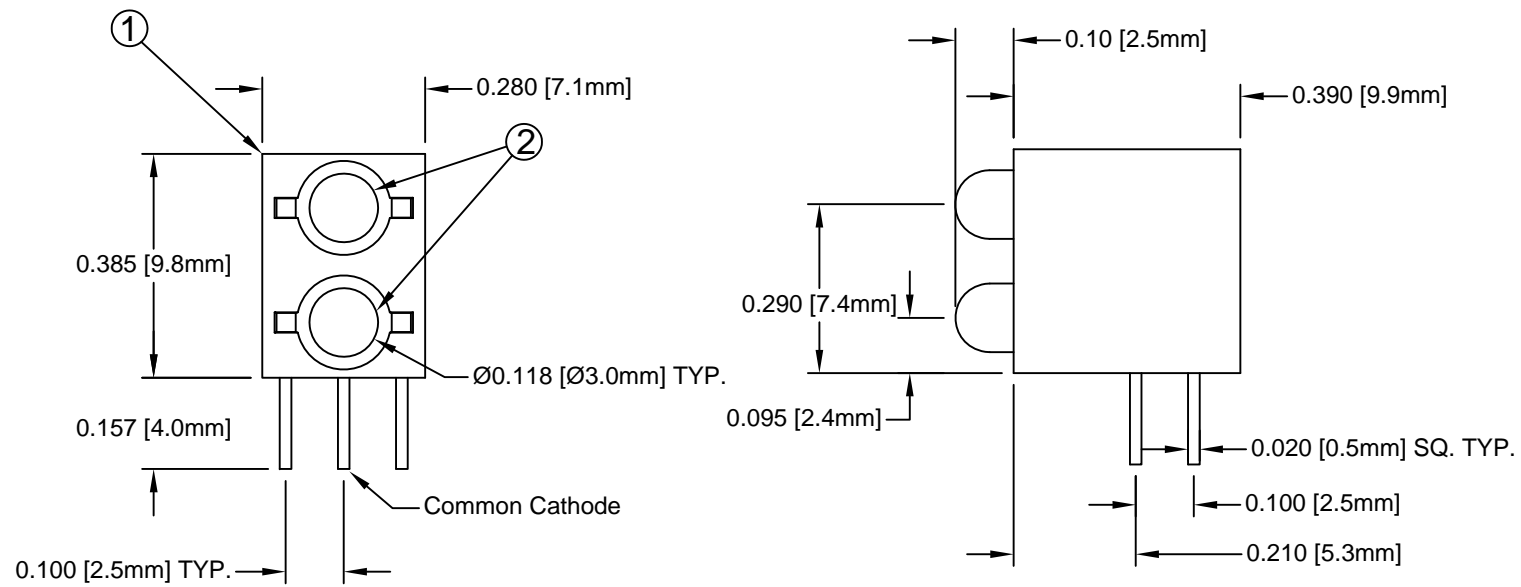 1
0.280 [7.1mm]
2
0.385 [9.8mm]
Ø0.118 [Ø3.0mm] TYP.
0.157 [4.0mm]
Common Cathode
0.100 [2.5mm] TYP.
0.10 [2.5mm]
0.390 [9.9mm]
0.290 [7.4mm]
0.095 [2.4mm]
0.020 [0.5mm] SQ. TYP.
0.100 [2.5mm]
0.210 [5.3mm]